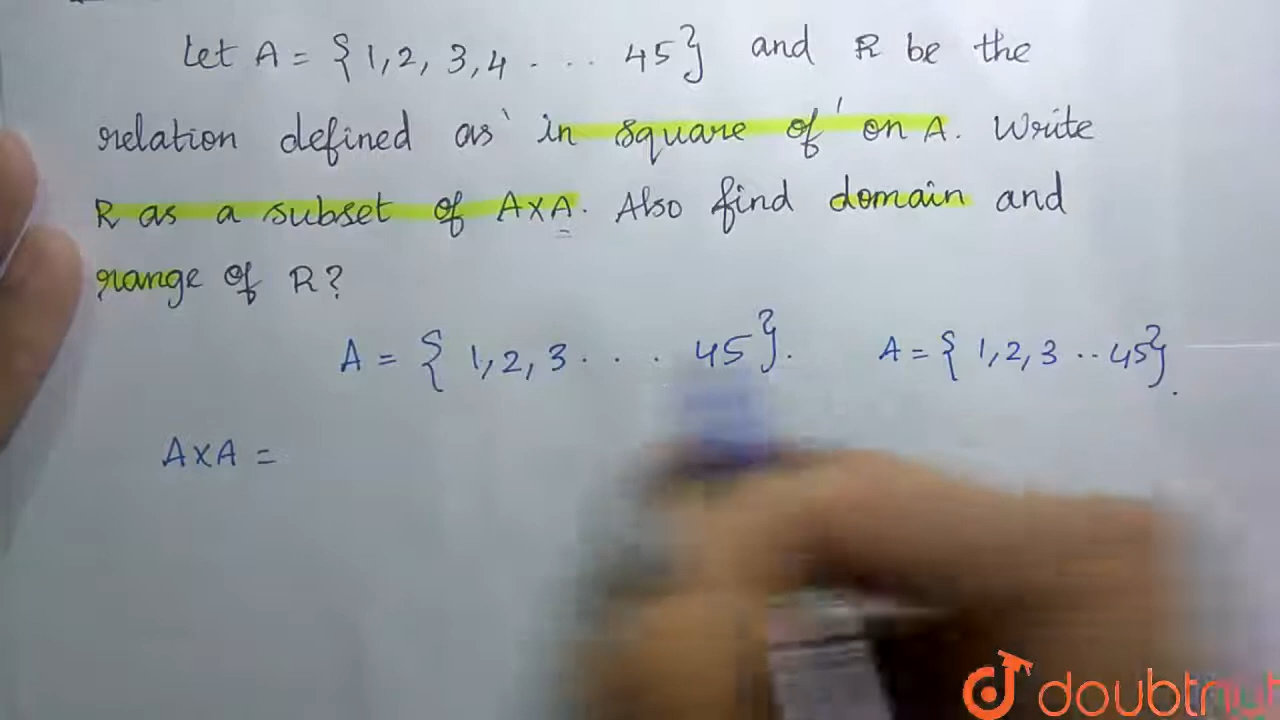 Let A = { 1, 2, 3, 4 . . . 45 } and R be the
relation defined as ' in square of ' on A. Write
R as a subset of A×A. Also find domain and
range of R?
A = { 1, 2, 3 . . . 45 }. A = { 1, 2, 3 .. 45 }.
A×A =
doubtnut